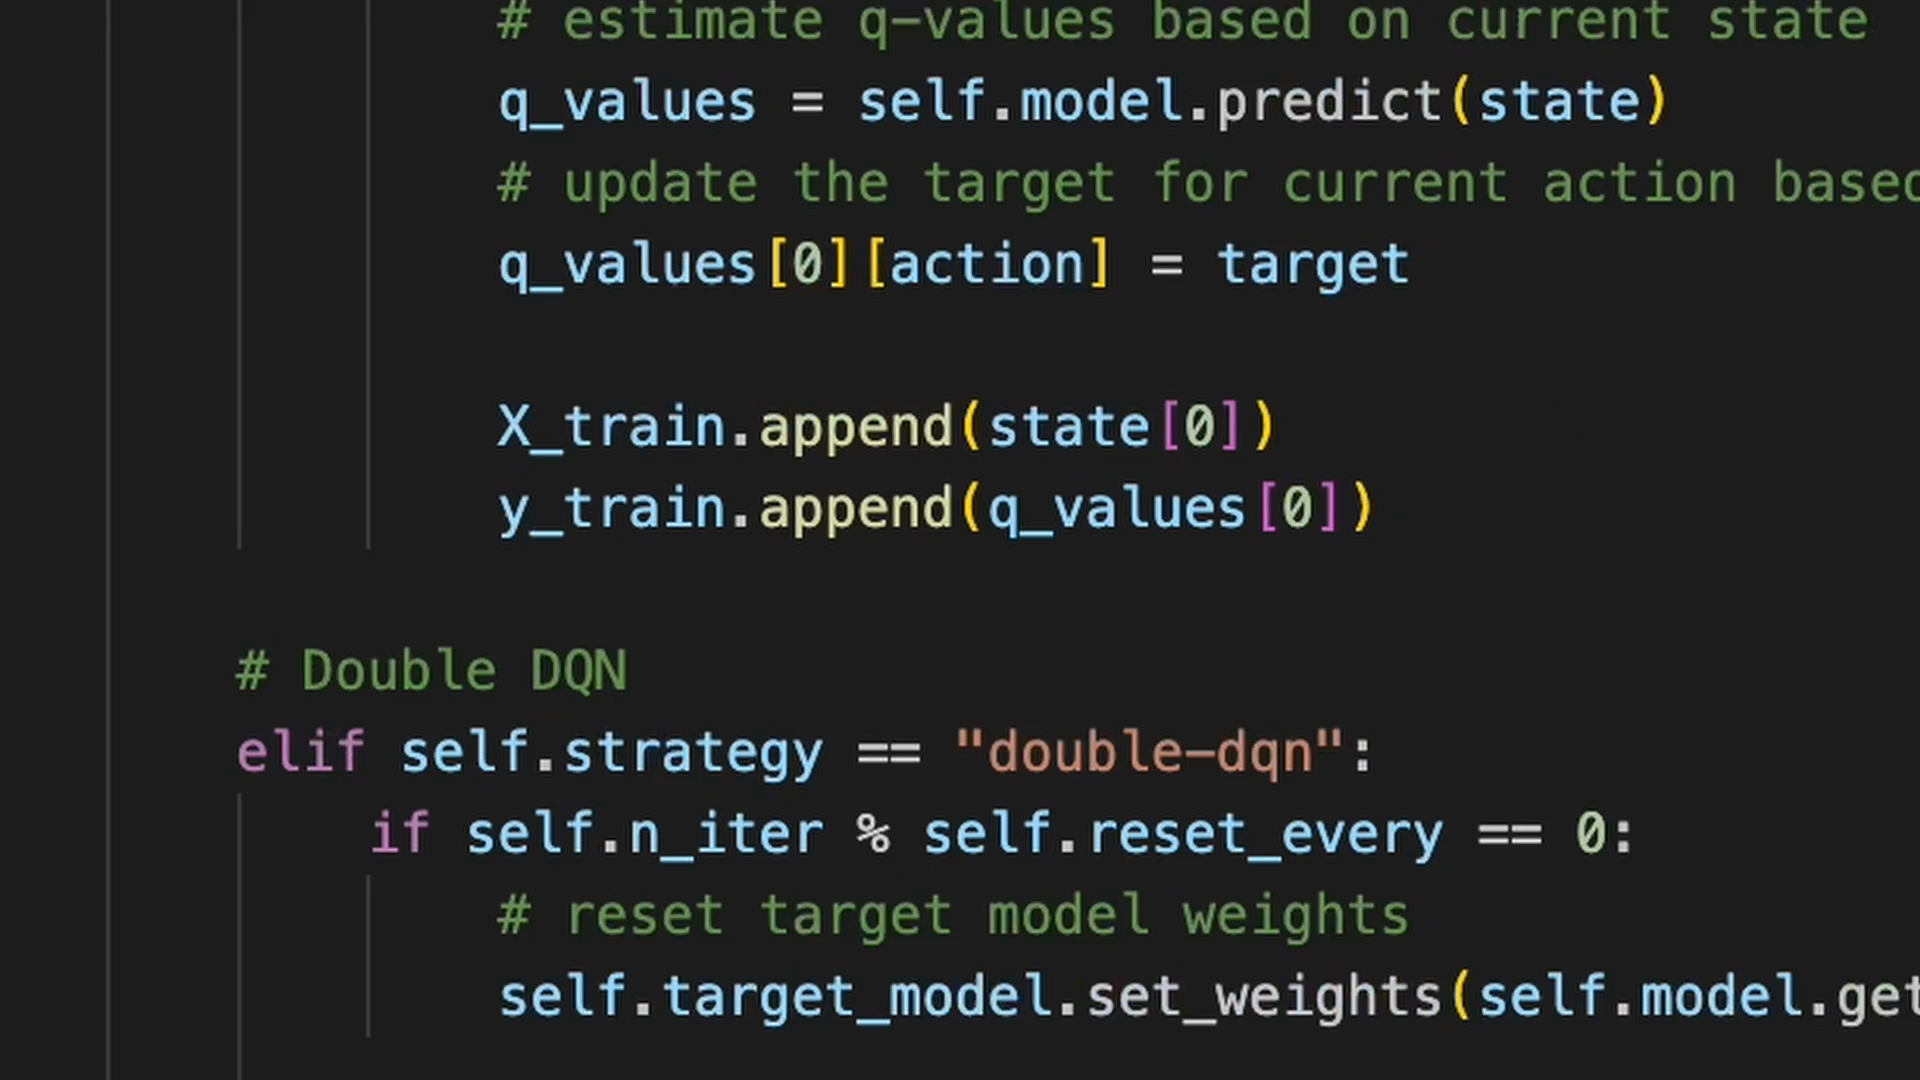 # estimate q-values based on current state
q_values = self.model.predict(state)
# update the target for current action based
q_values[0][action] = target
X_train.append(state[0])
y_train.append(q_values[0])
# Double DQN
elif self.strategy == "double-dqn":
if self.n_iter % self.reset_every == 0:
# reset target model weights
self.target_model.set_weights(self.model.get